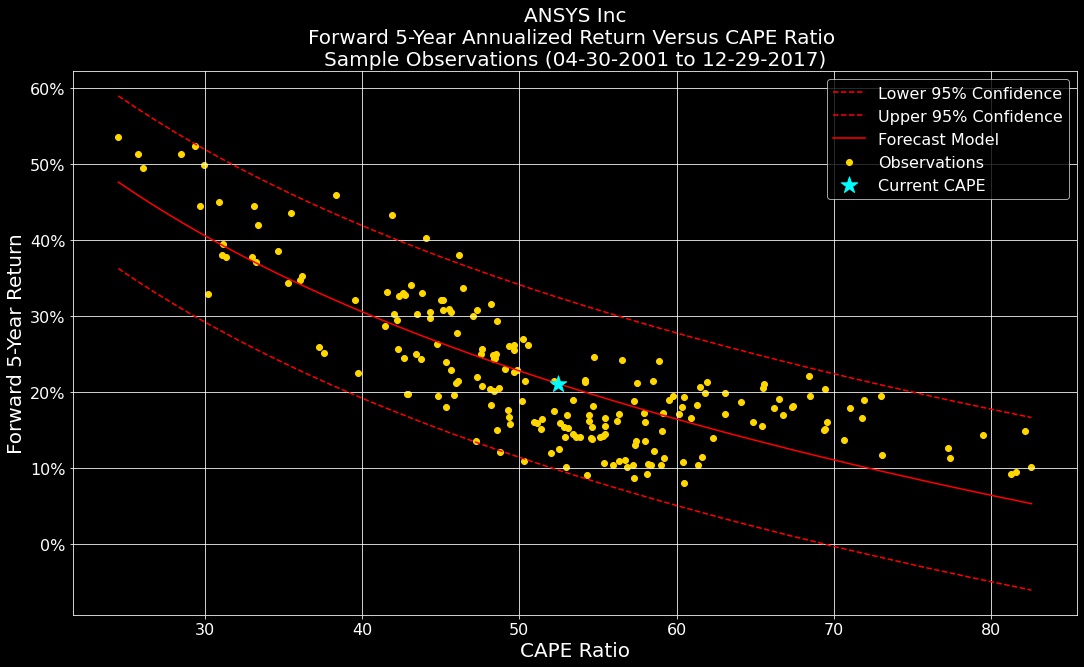 ANSYS Inc
Forward 5-Year Annualized Return Versus CAPE Ratio
Sample Observations (04-30-2001 to 12-29-2017)
Lower 95% Confidence
Upper 95% Confidence
Forecast Model
Observations
Current CAPE
Forward 5-Year Return
60%
50%
40%
30%
20%
10%
0%
30 40 50 60 70 80
CAPE Ratio